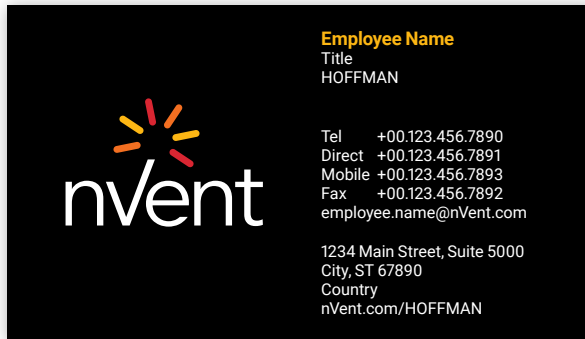 nVent
Employee Name
Title
HOFFMAN
Tel +00.123.456.7890
Direct +00.123.456.7891
Mobile +00.123.456.7893
Fax +00.123.456.7892
employee.name@nVent.com
1234 Main Street, Suite 5000
City, ST 67890
Country
nVent.com/HOFFMAN